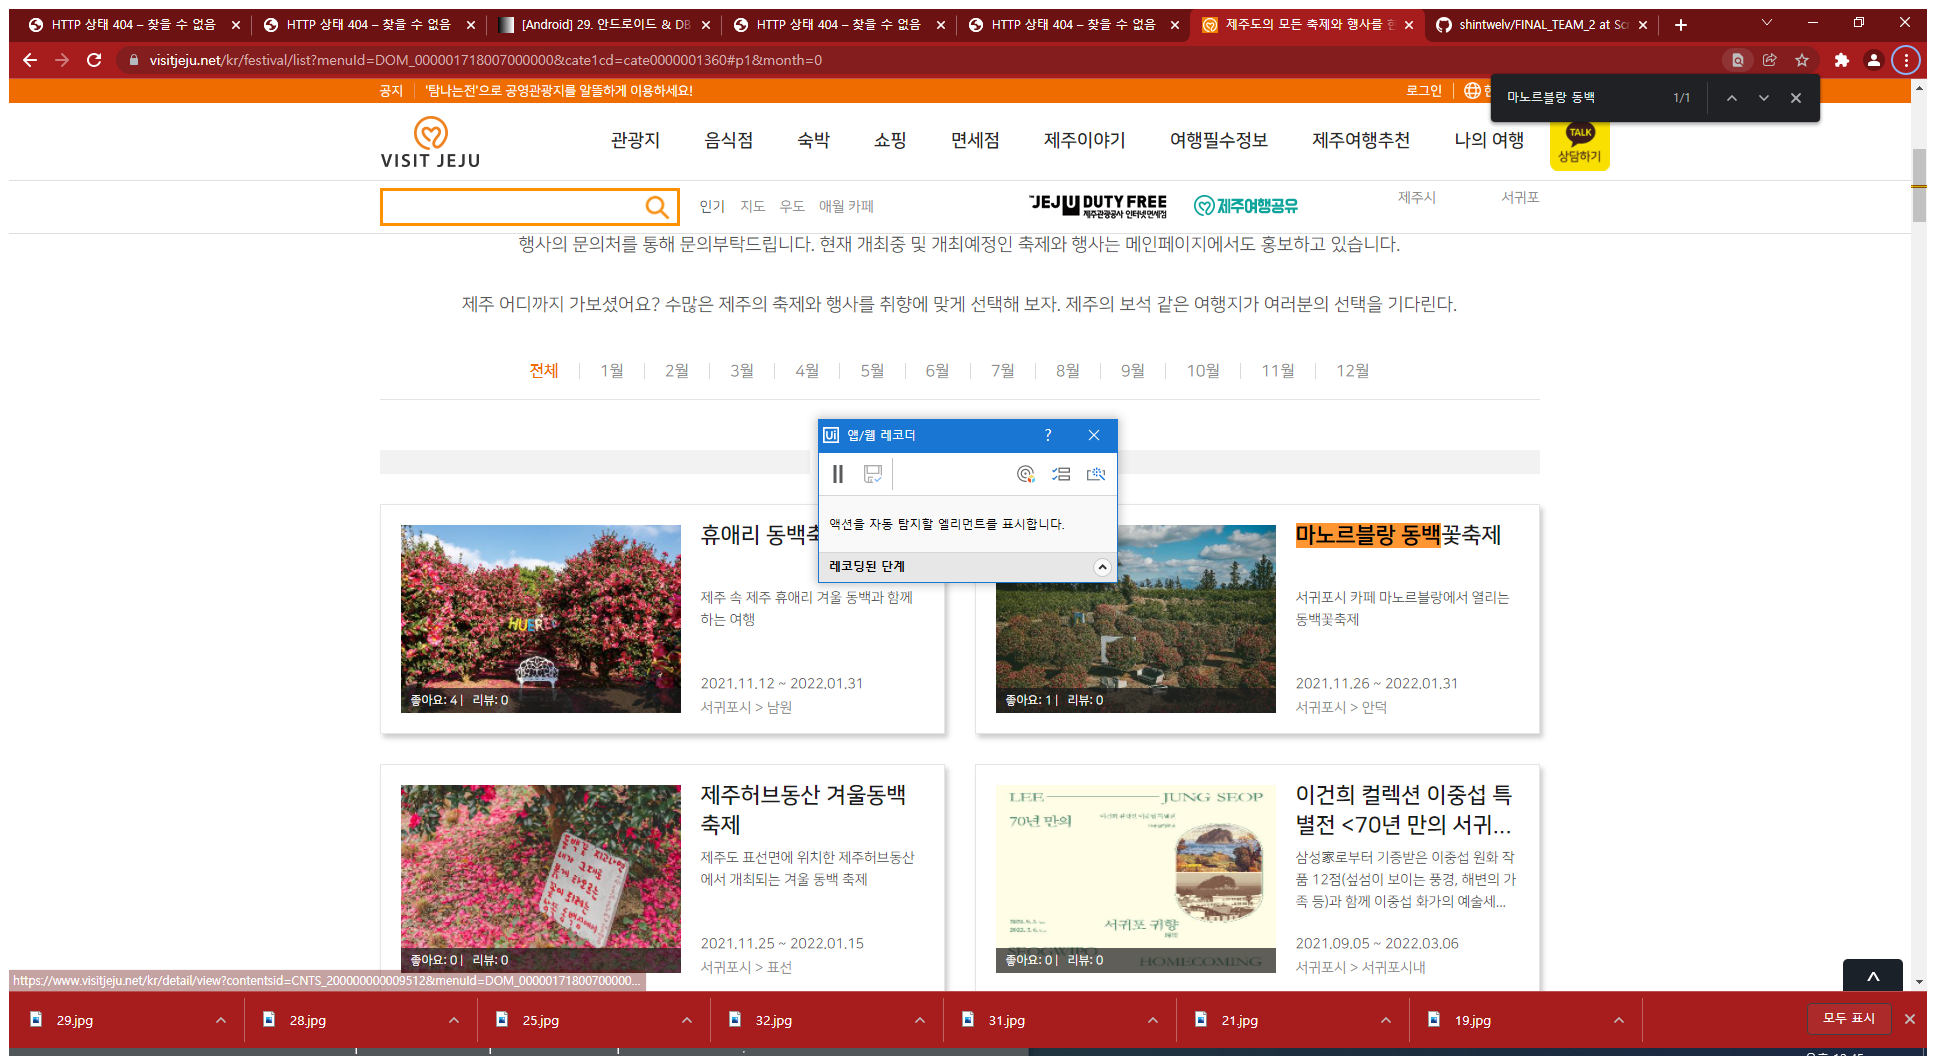 HTTP 상태 404 – 찾을 수 없음
HTTP 상태 404 – 찾을 수 없음
[Android] 29. 안드로이드 & DB
HTTP 상태 404 – 찾을 수 없음
HTTP 상태 404 – 찾을 수 없음
제주도의 모든 축제와 행사를 한
shintwelv/FINAL_TEAM_2 at Scr
visitjeju.net/kr/festival/list?menuId=DOM_000001718007000000&cate1cd=cate0000001360#p1&month=0
공지 '탐나는전'으로 공영관광지를 알뜰하게 이용하세요!
로그인
마노르블랑 동백 1/1
VISIT JEJU
관광지 음식점 숙박 쇼핑 면세점 제주이야기 여행필수정보 제주여행추천 나의 여행
TALK
상담하기
인기 지도 우도 애월 카페
JEJU DUTY FREE
제주관광공사 인터넷면세점
제주여행공유
제주시 서귀포
행사의 문의처를 통해 문의부탁드립니다. 현재 개최중 및 개최예정인 축제와 행사는 메인페이지에서도 홍보하고 있습니다.
제주 어디까지 가보셨어요? 수많은 제주의 축제와 행사를 취향에 맞게 선택해 보자. 제주의 보석 같은 여행지가 여러분의 선택을 기다린다.
전체 1월 2월 3월 4월 5월 6월 7월 8월 9월 10월 11월 12월
Ui 앱/웹 레코더 ?
액션을 자동 탐지할 엘리먼트를 표시합니다.
레코딩된 단계
휴애리 동백축
제주 속 제주 휴애리 겨울 동백과 함께
하는 여행
2021.11.12 ~ 2022.01.31
서귀포시 > 남원
HUEREE
좋아요: 4 | 리뷰: 0
마노르블랑 동백꽃축제
서귀포시 카페 마노르블랑에서 열리는
동백꽃축제
2021.11.26 ~ 2022.01.31
서귀포시 > 안덕
좋아요: 1 | 리뷰: 0
제주허브동산 겨울동백
축제
제주도 표선면에 위치한 제주허브동산
에서 개최되는 겨울 동백 축제
2021.11.25 ~ 2022.01.15
서귀포시 > 표선
좋아요: 0 | 리뷰: 0
LEE JUNG SEOP
70년 만의
서귀포 귀향
SEOGWIPO
HOMECOMING
좋아요: 0 | 리뷰: 0
이건희 컬렉션 이중섭 특
별전 <70년 만의 서귀...
삼성家로부터 기증받은 이중섭 원화 작
품 12점(섶섬이 보이는 풍경, 해변의 가
족 등)과 함께 이중섭 화가의 예술세...
2021.09.05 ~ 2022.03.06
서귀포시 > 서귀포시내
https://www.visitjeju.net/kr/detail/view?contentsid=CNTS_200000000009512&menuId=DOM_00000171800700000...
29.jpg
28.jpg
25.jpg
32.jpg
31.jpg
21.jpg
19.jpg
모두 표시